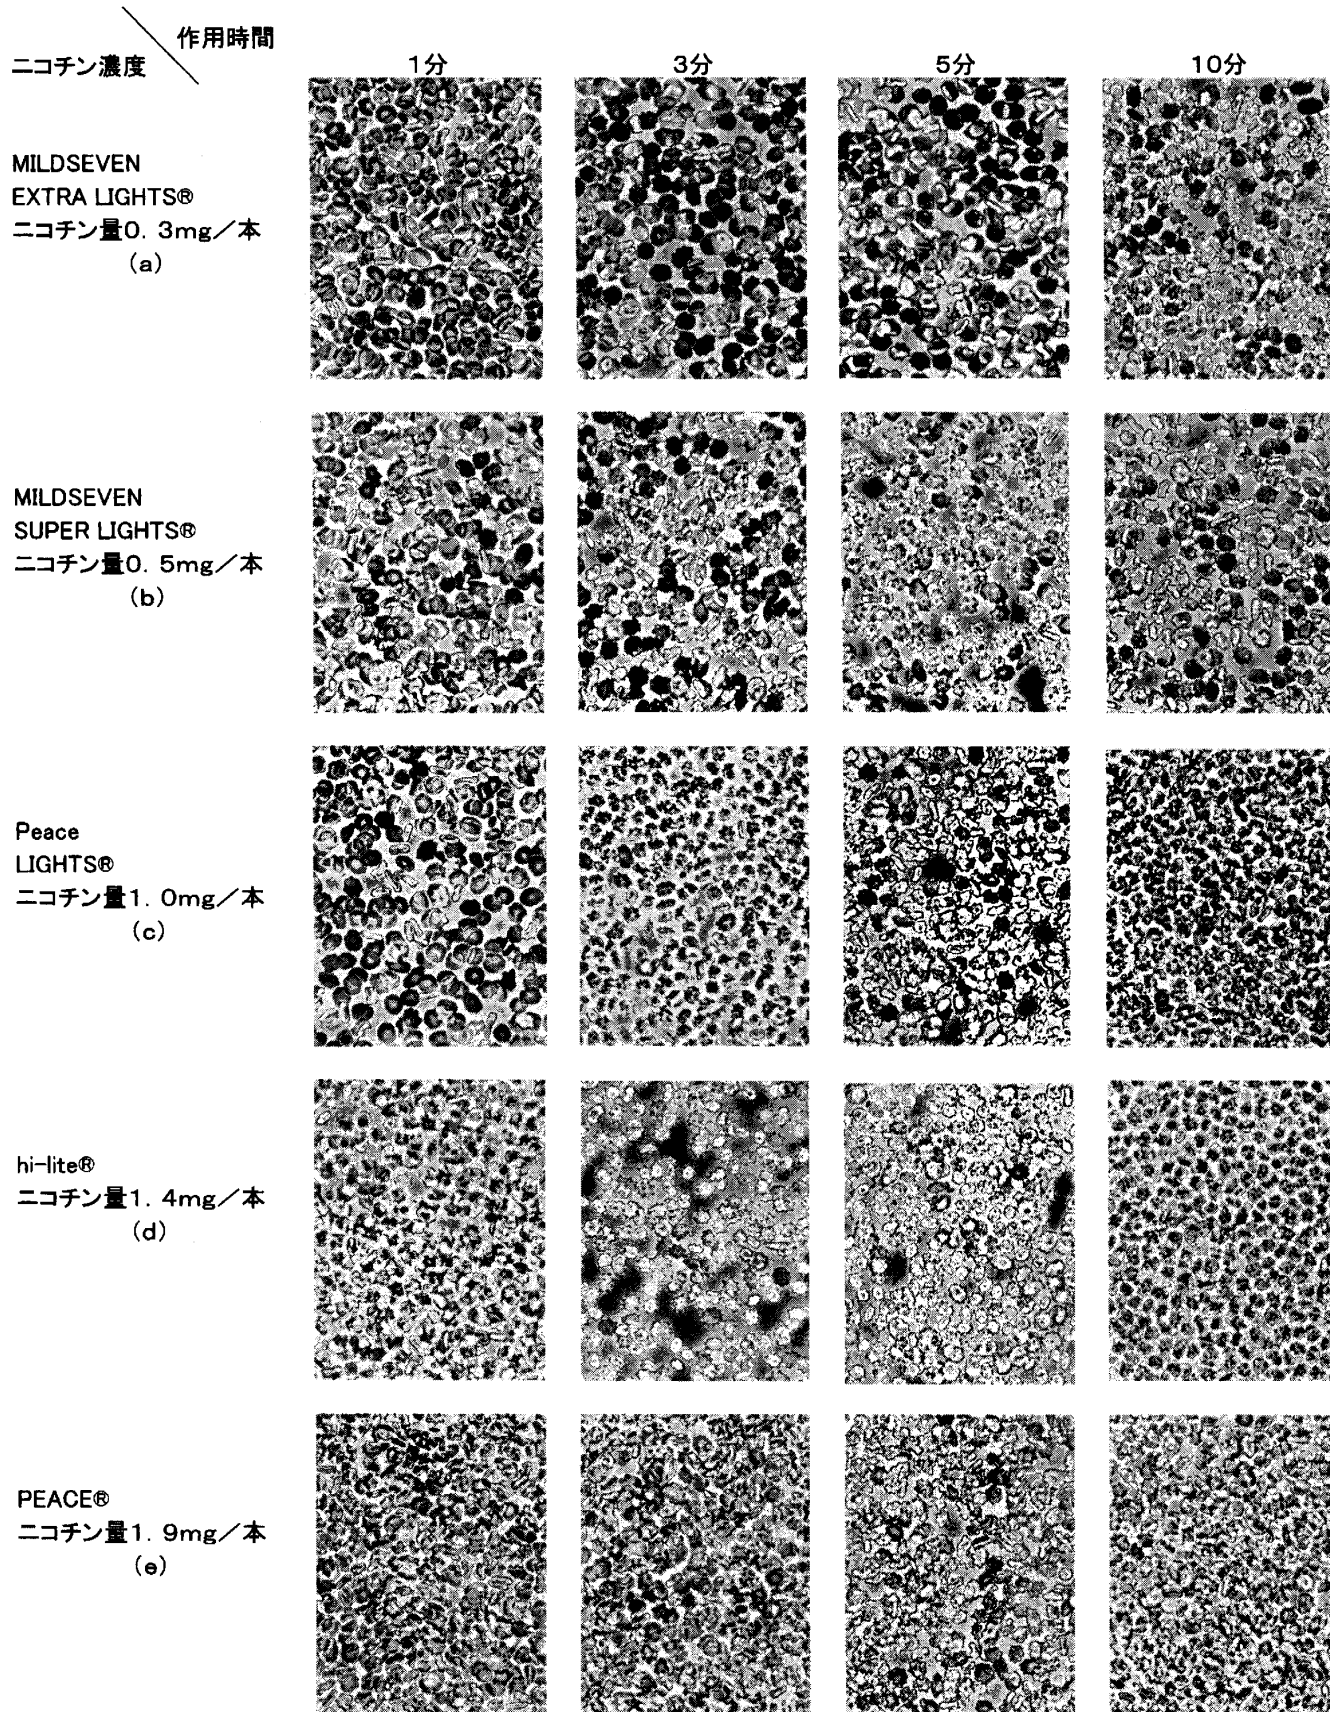 作用時間
ニコチン濃度
1分 3分 5分 10分
MILDSEVEN
EXTRA LIGHTS®
ニコチン量0．3mg／本
(a)
MILDSEVEN
SUPER LIGHTS®
ニコチン量0．5mg／本
(b)
Peace
LIGHTS®
ニコチン量1．0mg／本
(c)
hi-lite®
ニコチン量1．4mg／本
(d)
PEACE®
ニコチン量1．9mg／本
(e)